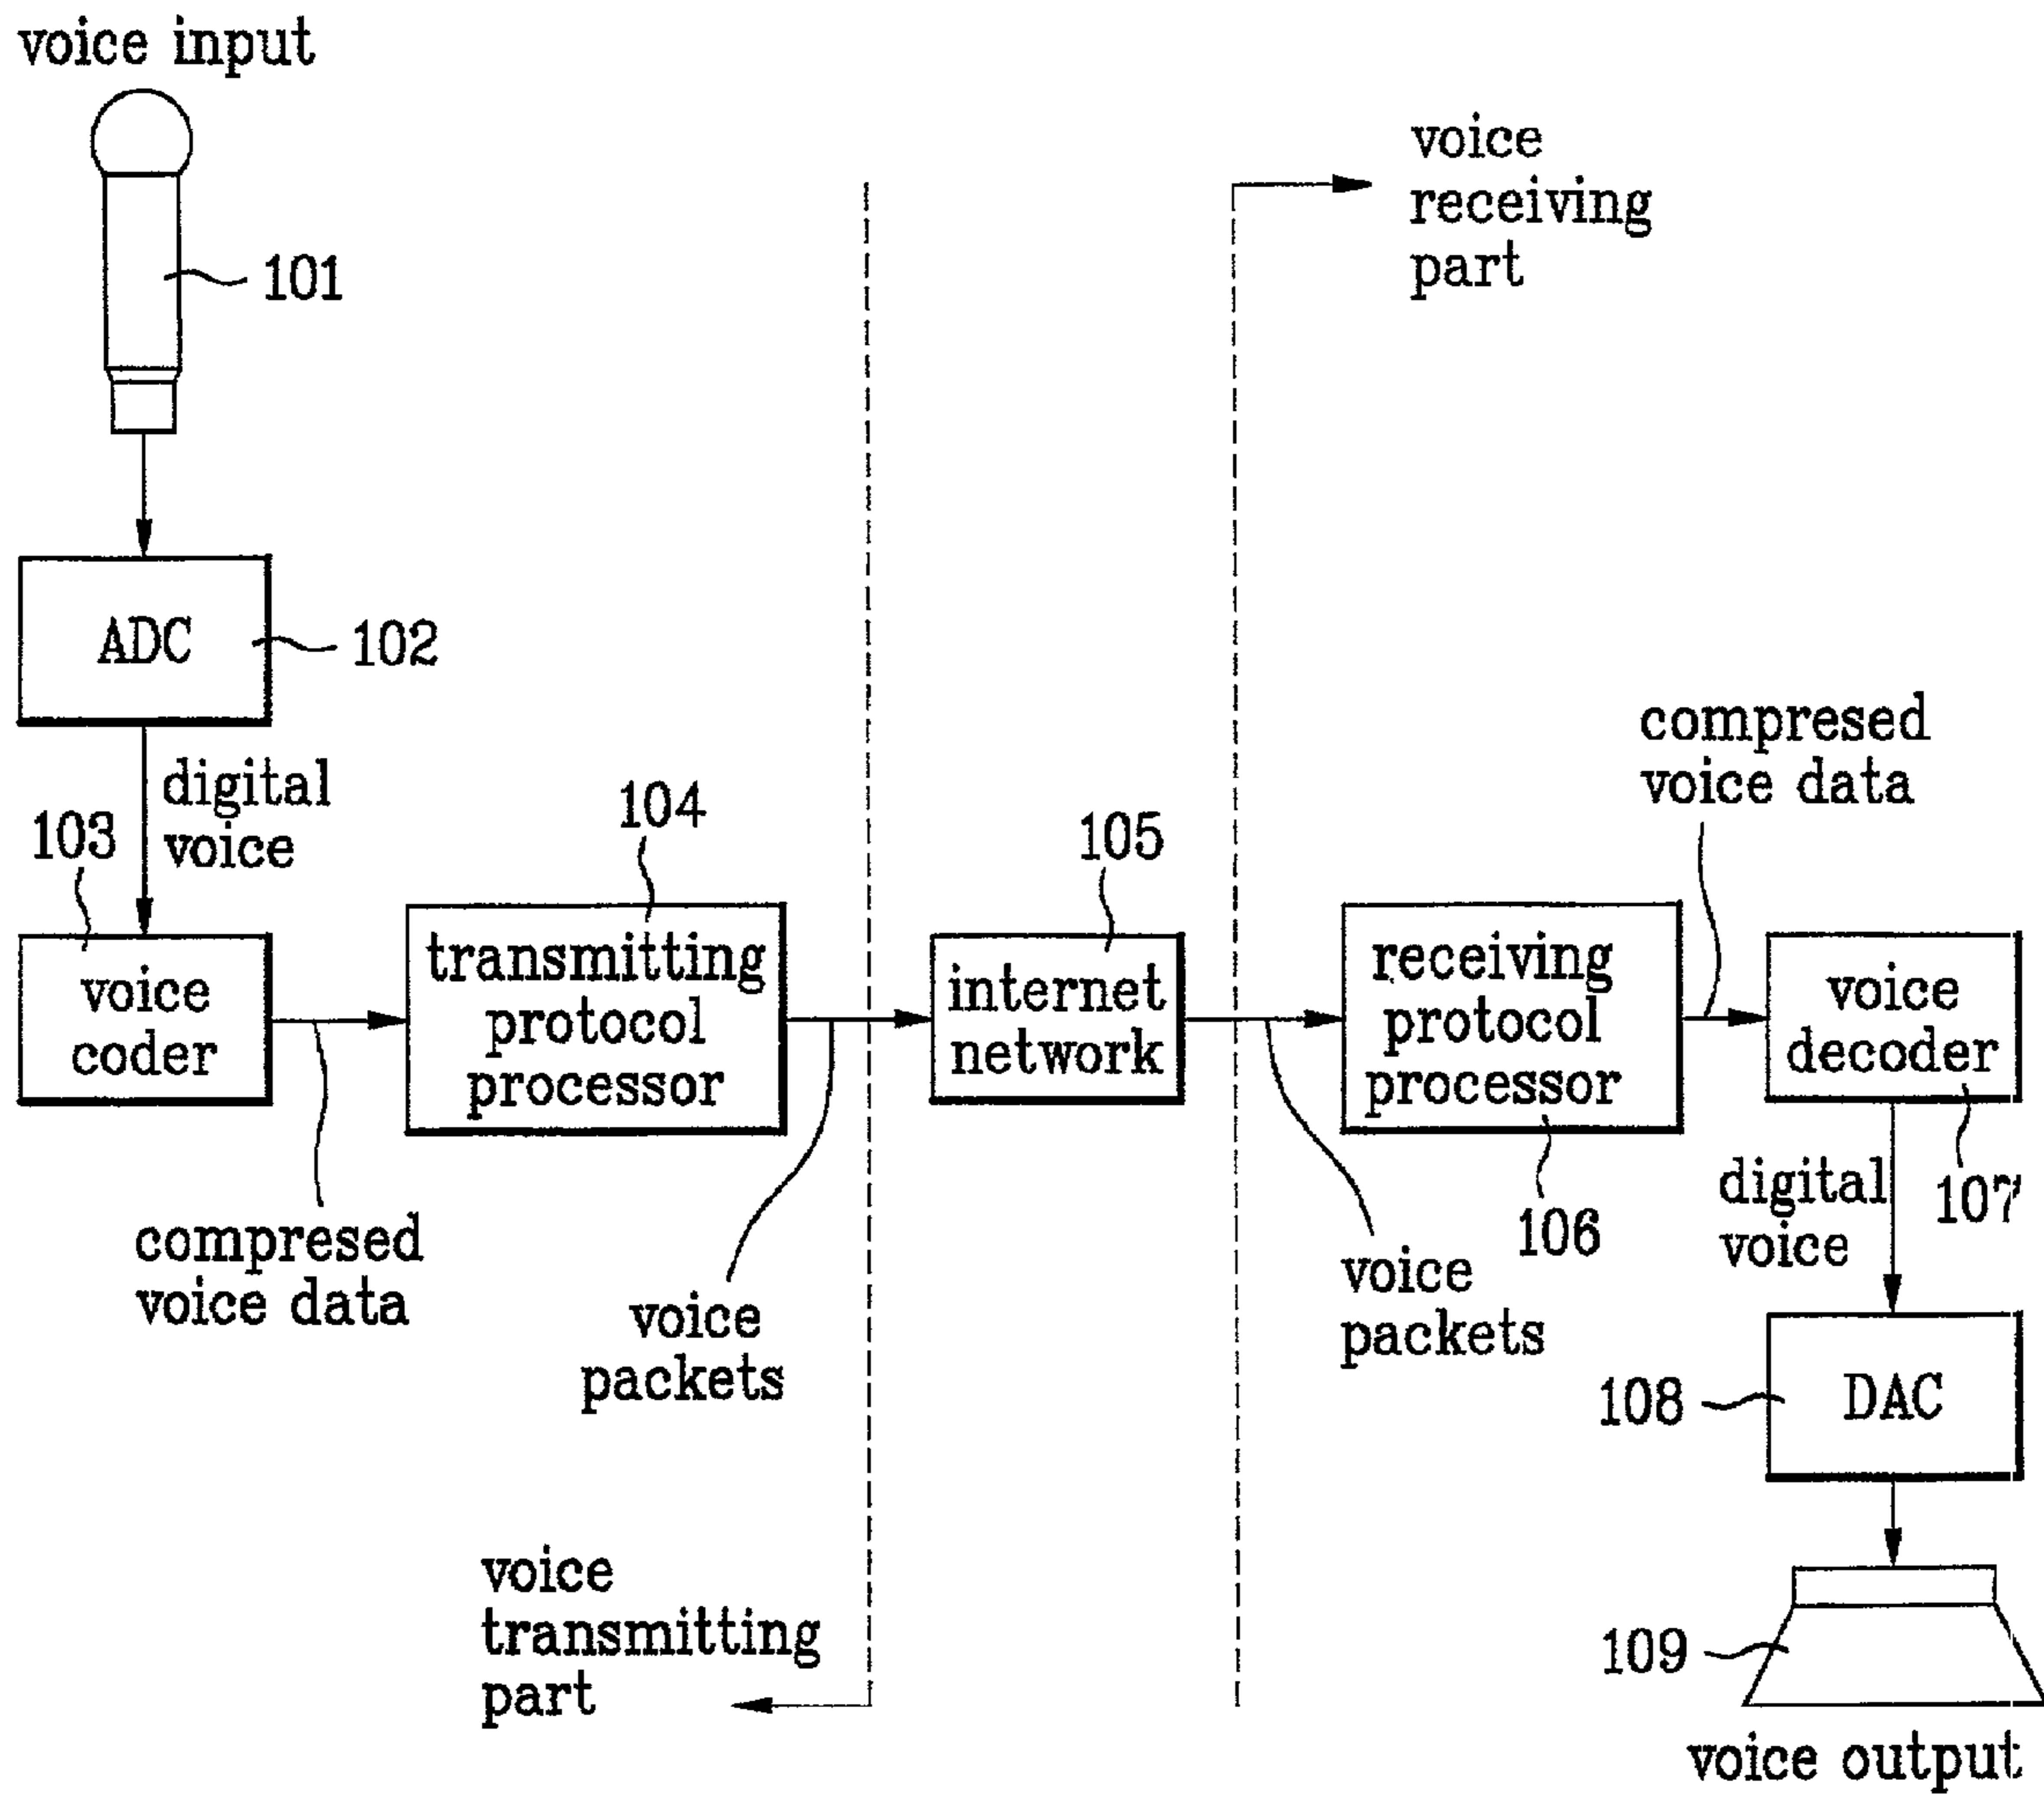 voice input
101
ADC
102
digital
voice
103
voice
coder
compresed
voice data
104
transmitting
protocol
processor
voice
packets
voice
transmitting
part
105
internet
network
voice
receiving
part
voice
packets
receiving
protocol
processor
106
compresed
voice data
voice
decoder
107
digital
voice
108
DAC
109
voice output